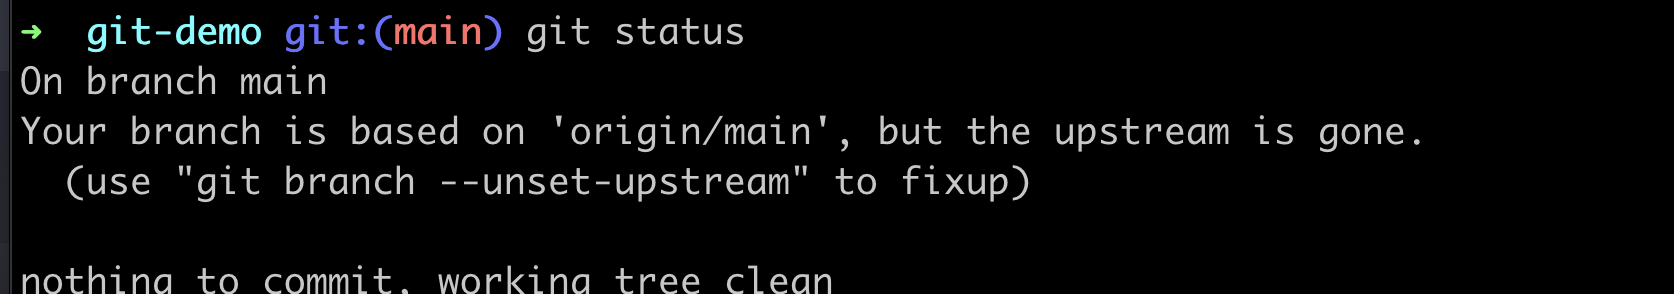 ➜  git-demo git:(main) git status
On branch main
Your branch is based on 'origin/main', but the upstream is gone.
  (use "git branch --unset-upstream" to fixup)

nothing to commit, working tree clean